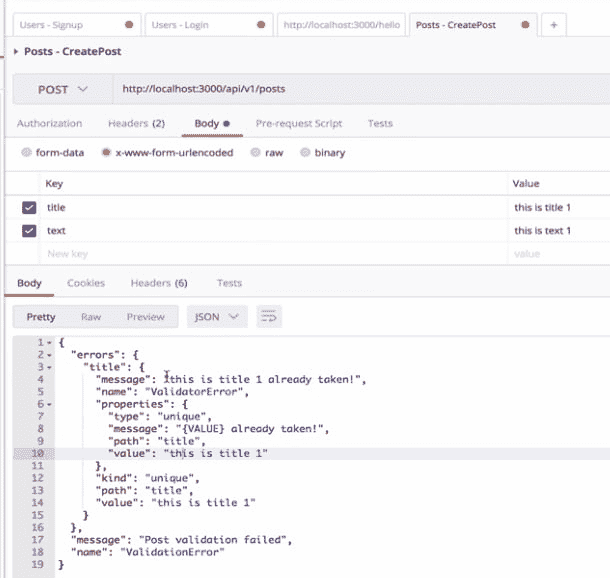 Users - Signup
Users - Login
http://localhost:3000/hello
Posts - CreatePost
+
Posts - CreatePost
POST
http://localhost:3000/api/v1/posts
Authorization
Headers (2)
Body
Pre-request Script
Tests
form-data
x-www-form-urlencoded
raw
binary
Key Value
title this is title 1
text this is text 1
New key value
Body
Cookies
Headers (6)
Tests
Pretty
Raw
Preview
JSON
1 {
2 "errors": {
3 "title": {
4 "message": "this is title 1 already taken!",
5 "name": "ValidatorError",
6 "properties": {
7 "type": "unique",
8 "message": "{VALUE} already taken!",
9 "path": "title",
10 "value": "this is title 1"
11 },
12 "kind": "unique",
13 "path": "title",
14 "value": "this is title 1"
15 }
16 },
17 "message": "Post validation failed",
18 "name": "ValidationError"
19 }